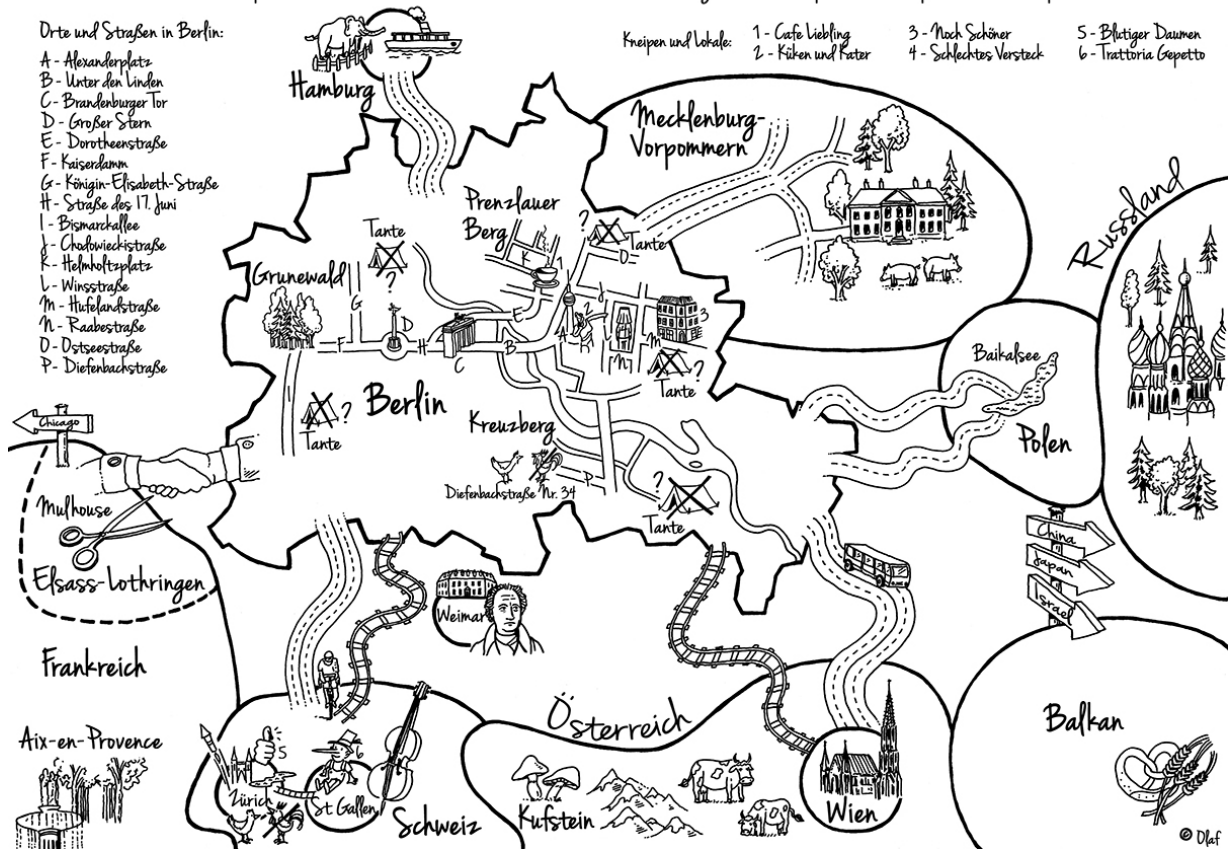 Orte und Straßen in Berlin:
A - Alexanderplatz
B - Unter den Linden
C - Brandenburger Tor
D - Großer Stern
E - Dorotheenstraße
F - Kaiserdamm
G - Königin-Elisabeth-Straße
H - Straße des 17. Juni
I - Bismarckallee
J - Chodowieckistraße
K - Helmholtzplatz
L - Winsstraße
M - Hufelandstraße
N - Raabestraße
O - Ostseestraße
P - Diefenbachstraße
Kneipen und Lokale:
1 - Cafe Liebling
2 - Küken und Kater
3 - Noch Schöner
4 - Schlechtes Versteck
5 - Blutiger Daumen
6 - Trattoria Gepetto
Hamburg
Mecklenburg-
Vorpommern
Russland
Prenzlauer
Berg
K
1
?
Tante
O
Tante
?
Grunewald
G
E
J
3
F
D
H
C
B
N
M
?
Tante
Berlin
?
Tante
Kreuzberg
P
Diefenbachstraße Nr. 34
?
Tante
Baikalsee
Polen
Chicago
Mulhouse
Elsass-Lothringen
Frankreich
Weimar
China
Japan
Israel
Aix-en-Provence
5
6
Zürich
St. Gallen
Schweiz
Österreich
Kufstein
Wien
Balkan
© Olaf